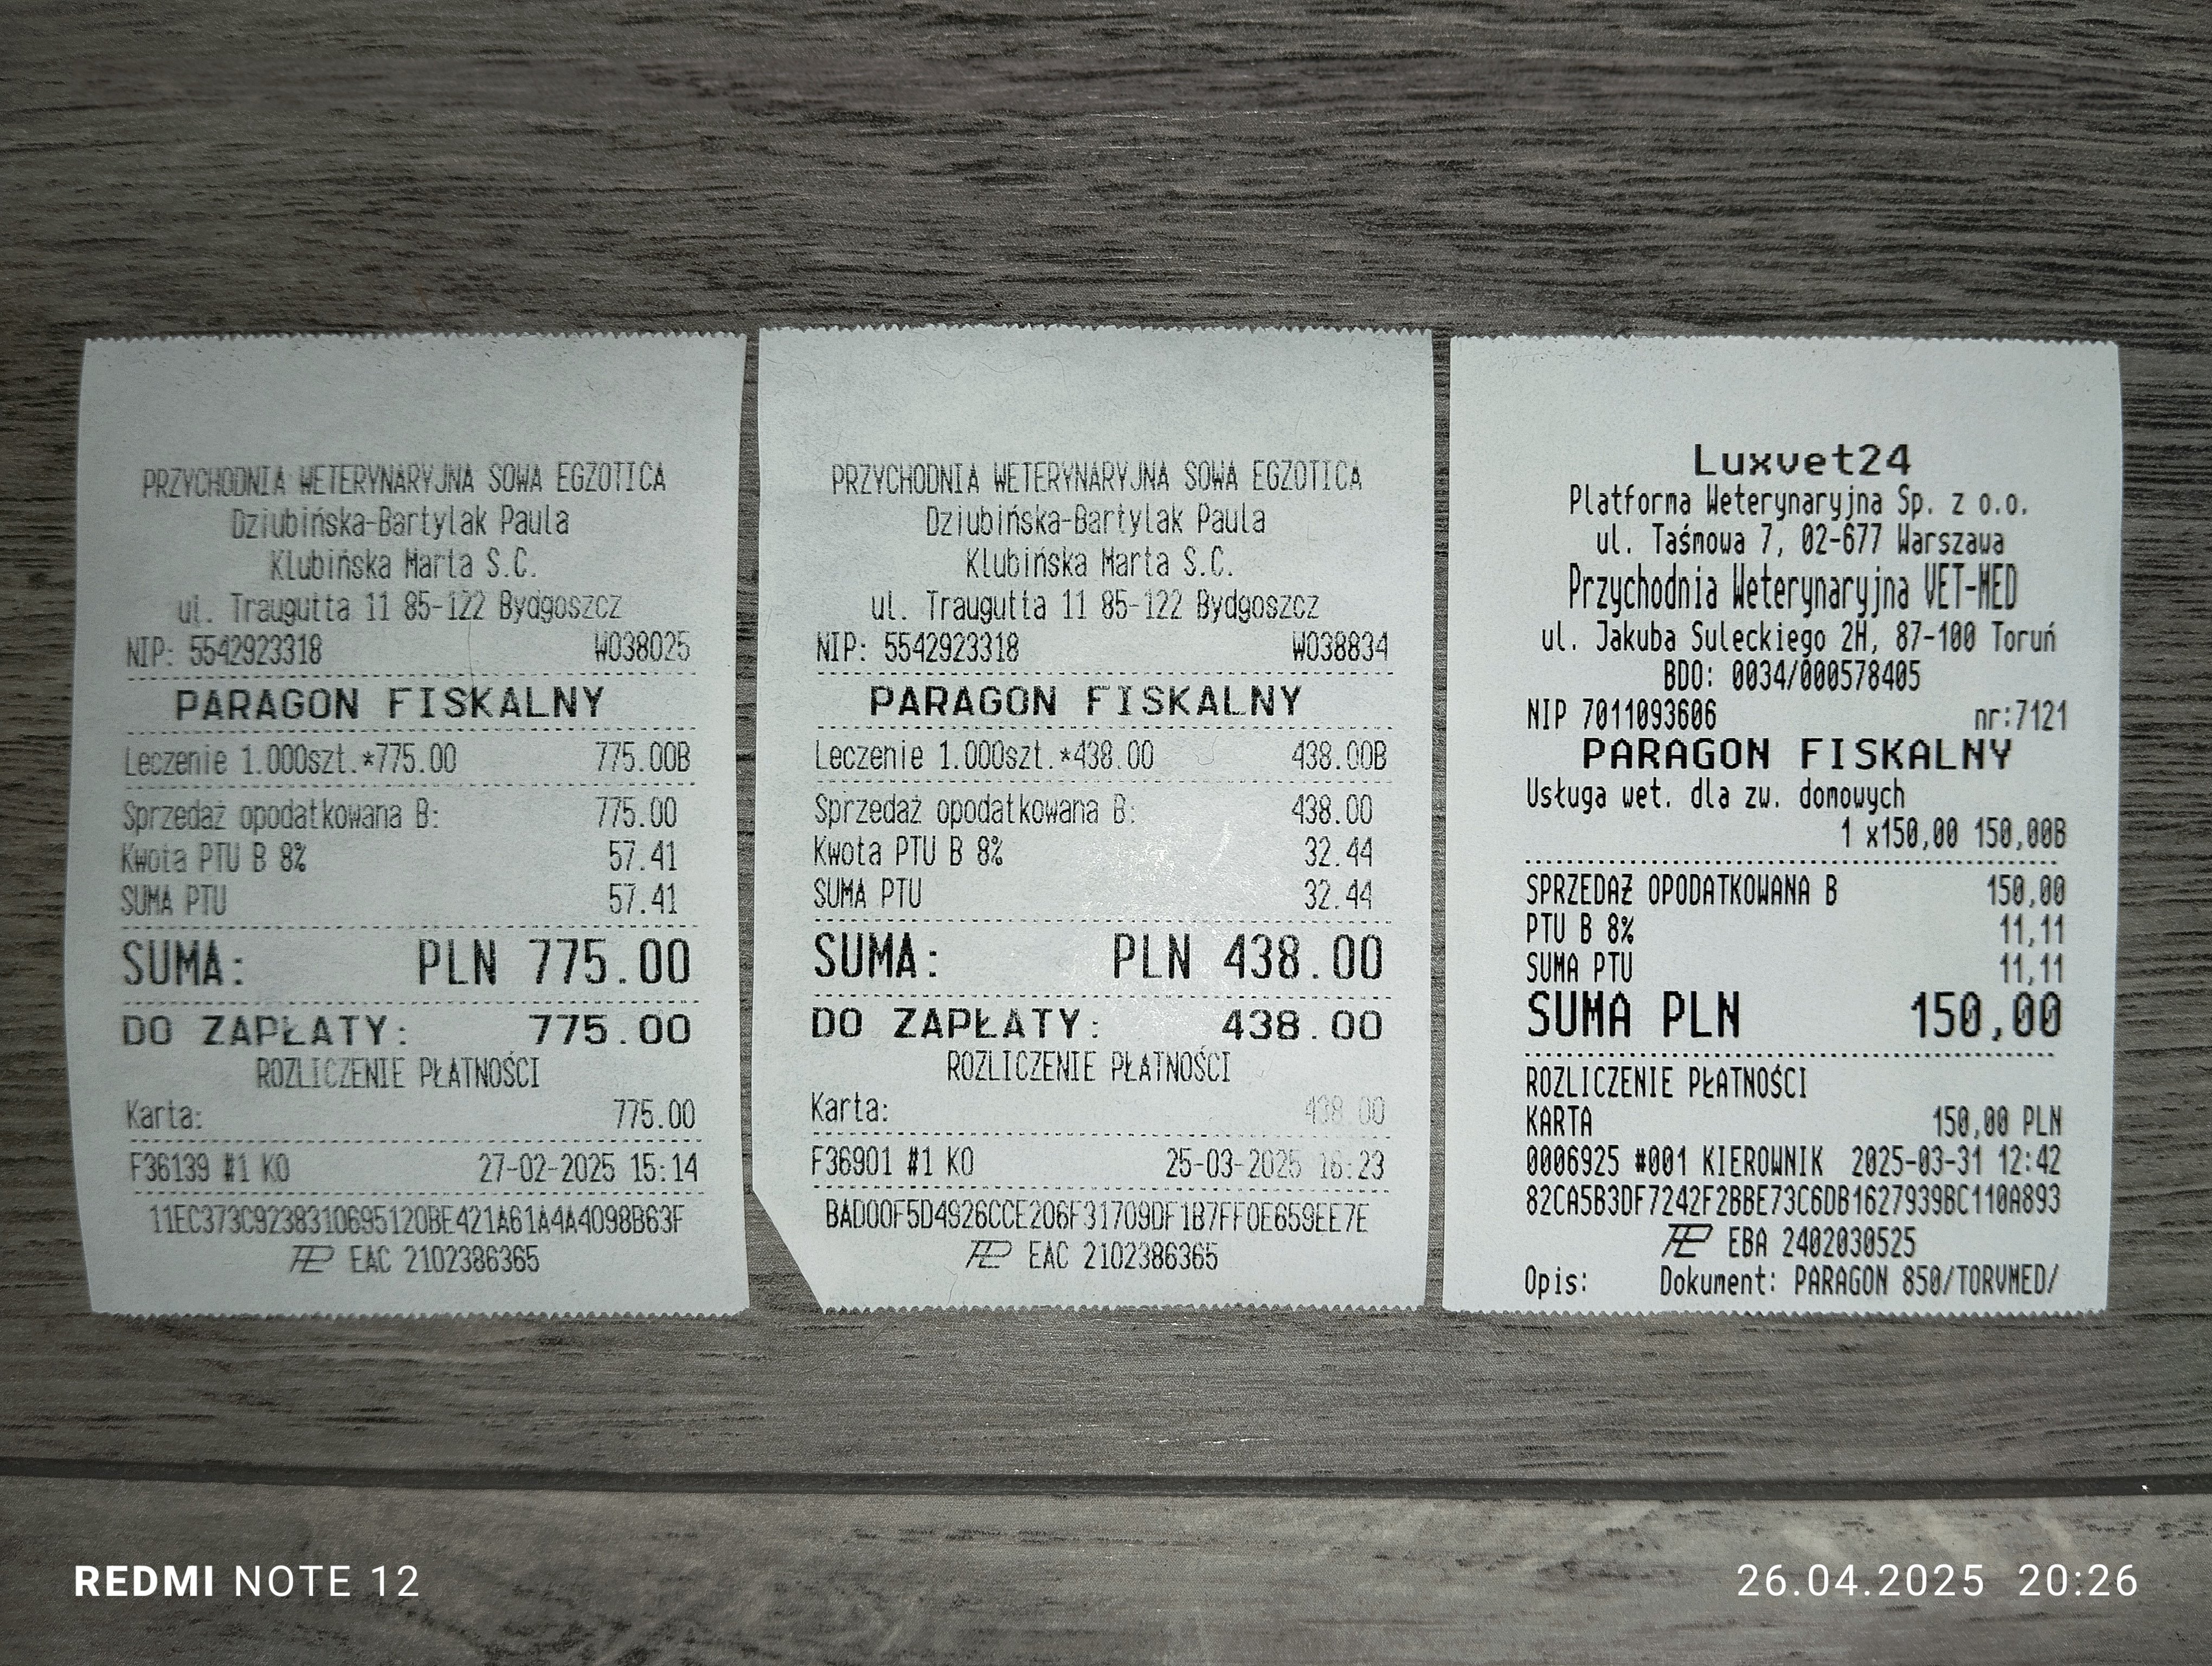 PRZYCHODNIA WETERYNARYJNA SOWA EGZOTICA
Dziubińska-Bartylak Paula
Klubińska Marta S.C.
ul. Traugutta 11 85-122 Bydgoszcz
NIP: 5542923318 W038025
PARAGON FISKALNY
Leczenie 1.000szt.*775.00 775.00B
Sprzedaż opodatkowana B: 775.00
Kwota PTU B 8% 57.41
SUMA PTU 57.41
SUMA: PLN 775.00
DO ZAPŁATY: 775.00
ROZLICZENIE PŁATNOŚCI
Karta: 775.00
F36139 #1 KO 27-02-2025 15:14
11EC373C9238310695120BE421A61A4A4098B63F
EAC 2102386365
PRZYCHODNIA WETERYNARYJNA SOWA EGZOTICA
Dziubińska-Bartylak Paula
Klubińska Marta S.C.
ul. Traugutta 11 85-122 Bydgoszcz
NIP: 5542923318 W038834
PARAGON FISKALNY
Leczenie 1.000szt.*438.00 438.00B
Sprzedaż opodatkowana B: 438.00
Kwota PTU B 8% 32.44
SUMA PTU 32.44
SUMA: PLN 438.00
DO ZAPŁATY: 438.00
ROZLICZENIE PŁATNOŚCI
Karta: 438.00
F36901 #1 KO 25-03-2025 16:23
BAD00F5D4926CCE206F31709DF1B7FF0E659EE7E
EAC 2102386365
Luxvet24
Platforma Weterynaryjna Sp. z o.o.
ul. Taśmowa 7, 02-677 Warszawa
Przychodnia Weterynaryjna VET-MED
ul. Jakuba Suleckiego 2H, 87-100 Toruń
BDO: 0034/000578405
NIP 7011093606 nr:7121
PARAGON FISKALNY
Usługa wet. dla zw. domowych
1 x150,00 150,00B
SPRZEDAŻ OPODATKOWANA B 150,00
PTU B 8% 11,11
SUMA PTU 11,11
SUMA PLN 150,00
ROZLICZENIE PŁATNOŚCI
KARTA 150,00 PLN
0006925 #001 KIEROWNIK 2025-03-31 12:42
82CA5B3DF7242F2BBE73C6DB1627939BC110A893
EBA 2402030525
Opis: Dokument: PARAGON 850/TORVMED/
REDMI NOTE 12
26.04.2025 20:26